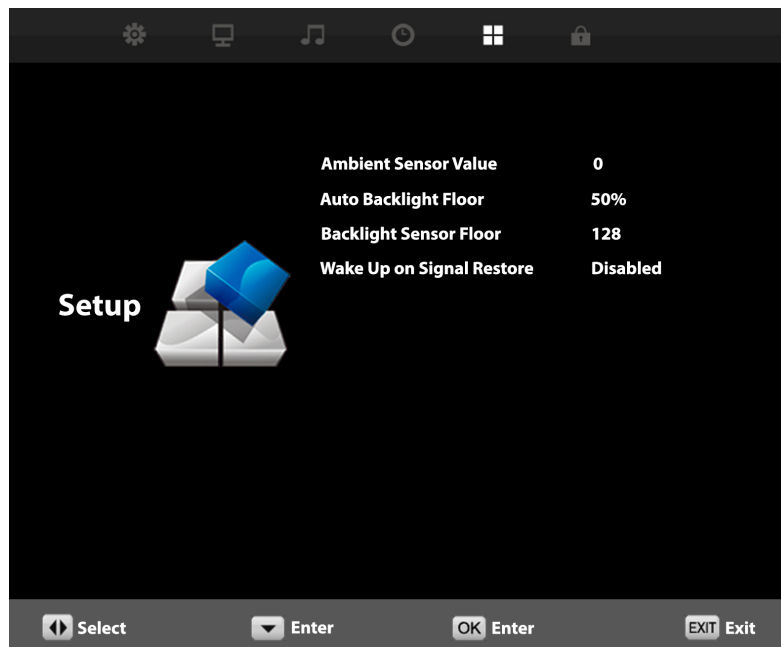 Ambient Sensor Value 0
Auto Backlight Floor 50%
Backlight Sensor Floor 128
Wake Up on Signal Restore Disabled
Setup
Select Enter OK Enter EXIT Exit